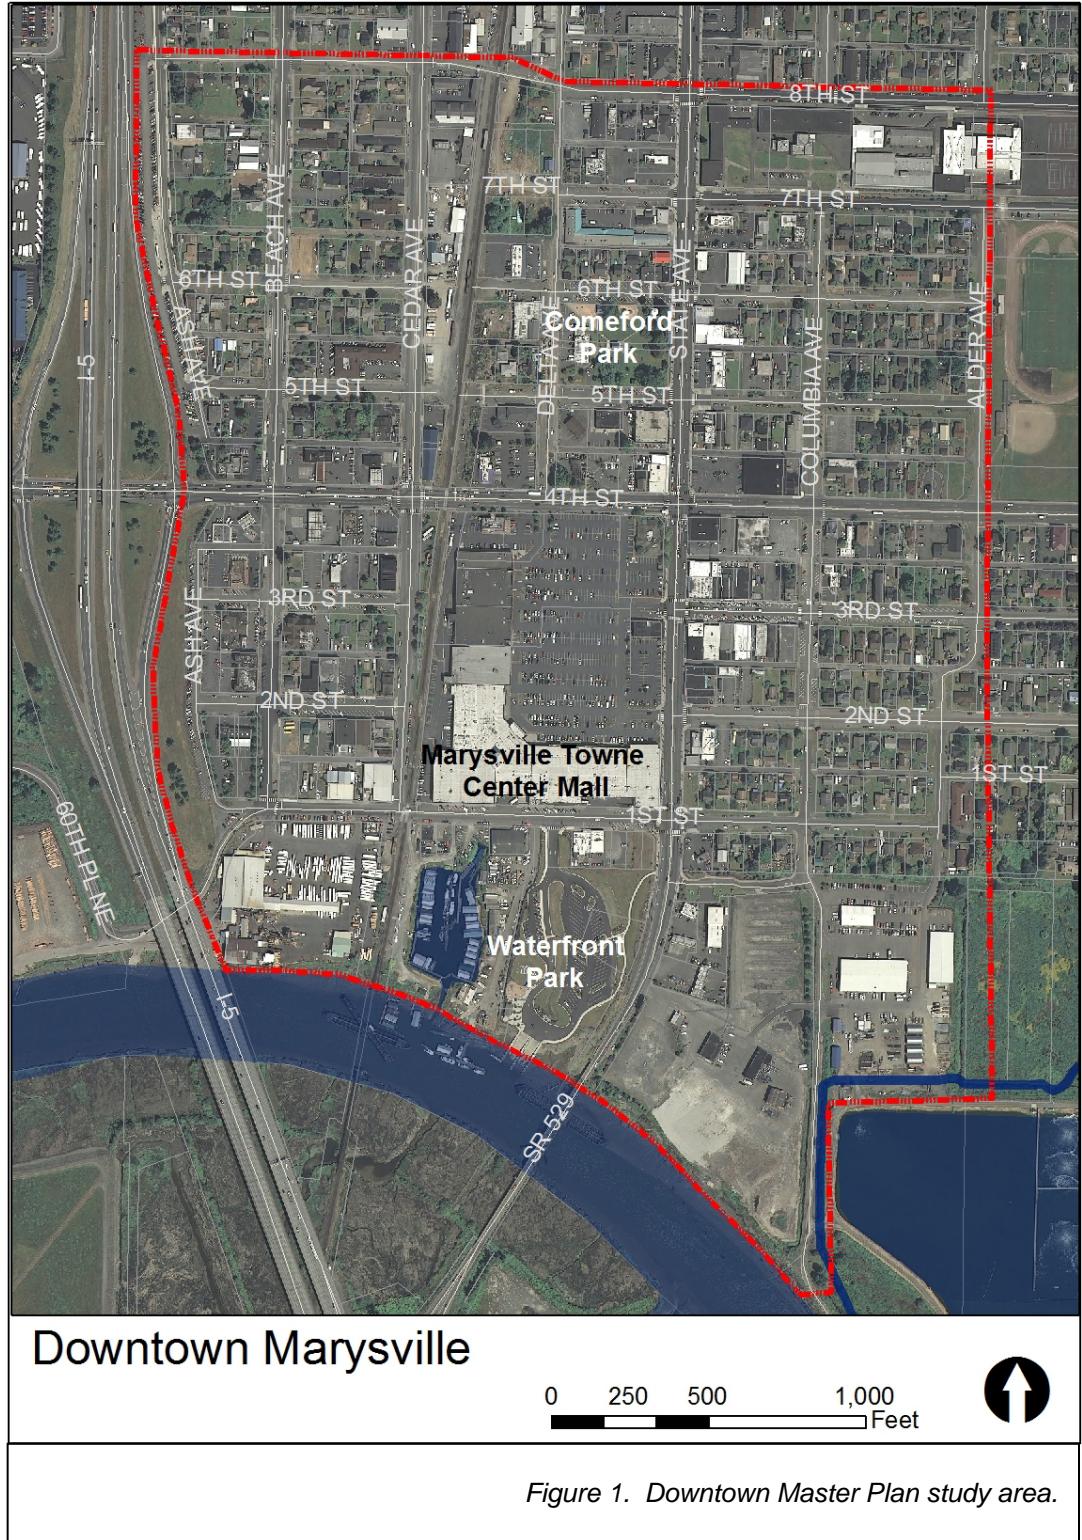 8TH ST
7TH ST
7TH ST
BEACH AVE
CEDAR AVE
STATE AVE
6TH ST
6TH ST
ASH AVE
DELTA AVE
Comeford
Park
COLUMBIA AVE
ALDER AVE
I-5
5TH ST
5TH ST
4TH ST
ASH AVE
3RD ST
3RD ST
2ND ST
2ND ST
Marysville Towne
Center Mall
1ST ST
1ST ST
60TH PL NE
Waterfront
Park
I-5
SR 529
Downtown Marysville
0 250 500 1,000
Feet
Figure 1. Downtown Master Plan study area.